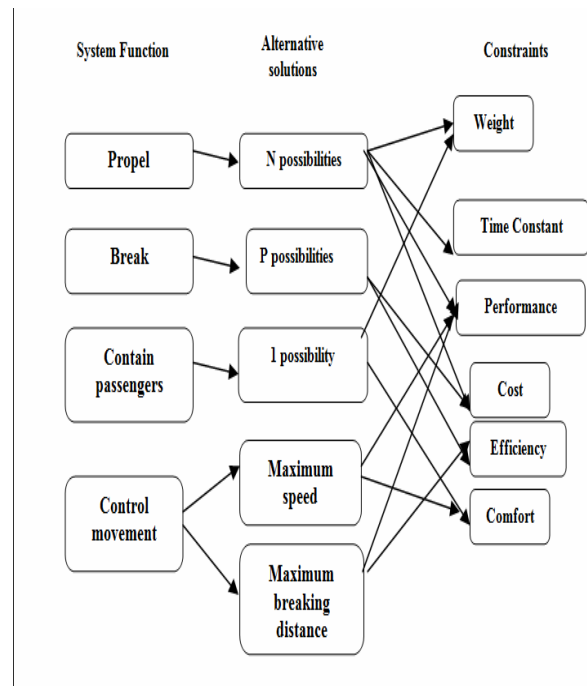 System Function
Alternative
solutions
Constraints
Propel
N possibilities
Weight
Time Constant
Break
P possibilities
Performance
Contain
passengers
1 possibility
Cost
Efficiency
Control
movement
Maximum
speed
Comfort
Maximum
breaking
distance